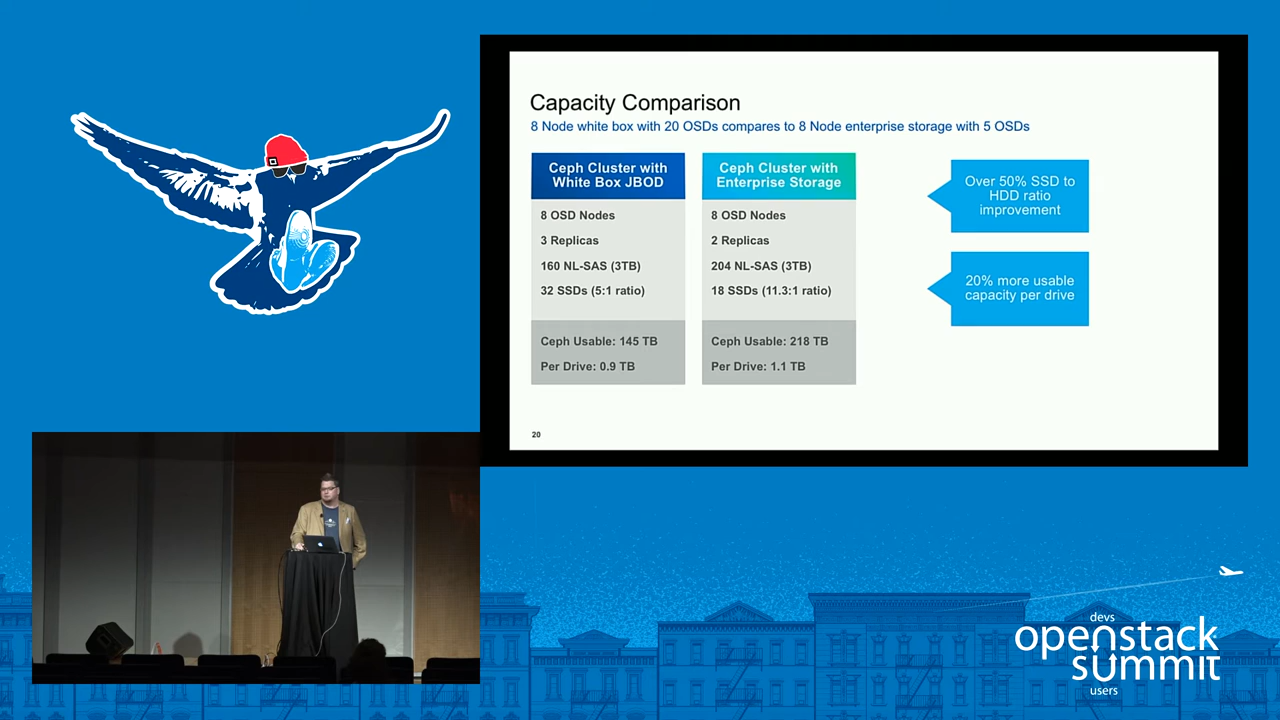 Capacity Comparison
8 Node white box with 20 OSDs compares to 8 Node enterprise storage with 5 OSDs
Ceph Cluster with
White Box JBOD
8 OSD Nodes
3 Replicas
160 NL-SAS (3TB)
32 SSDs (5:1 ratio)
Ceph Usable: 145 TB
Per Drive: 0.9 TB
Ceph Cluster with
Enterprise Storage
8 OSD Nodes
2 Replicas
204 NL-SAS (3TB)
18 SSDs (11.3:1 ratio)
Ceph Usable: 218 TB
Per Drive: 1.1 TB
Over 50% SSD to
HDD ratio
improvement
20% more usable
capacity per drive
20
devs
openstack
summit
users